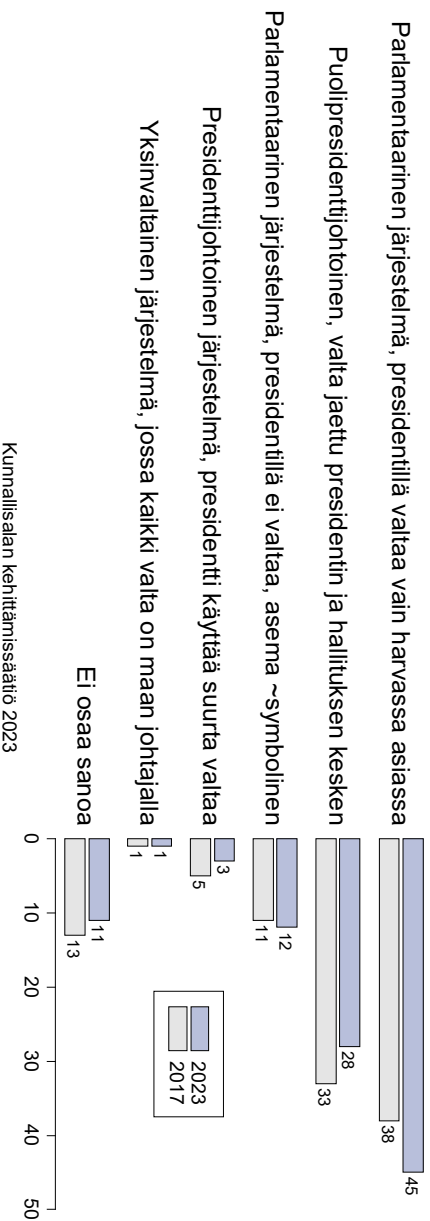 Parlamentaarinen järjestelmä, presidentillä valtaa vain harvassa asiassa
45
38
Puolipresidenttijohtoinen, valta jaettu presidentin ja hallituksen kesken
28
33
Parlamentaarinen järjestelmä, presidentillä ei valtaa, asema ~symbolinen
12
11
Presidenttijohtoinen järjestelmä, presidentti käyttää suurta valtaa
3
5
Yksinvaltainen järjestelmä, jossa kaikki valta on maan johtajalla
1
1
Ei osaa sanoa
11
13
2023
2017
0 10 20 30 40 50
Kunnallisalan kehittämissäätiö 2023